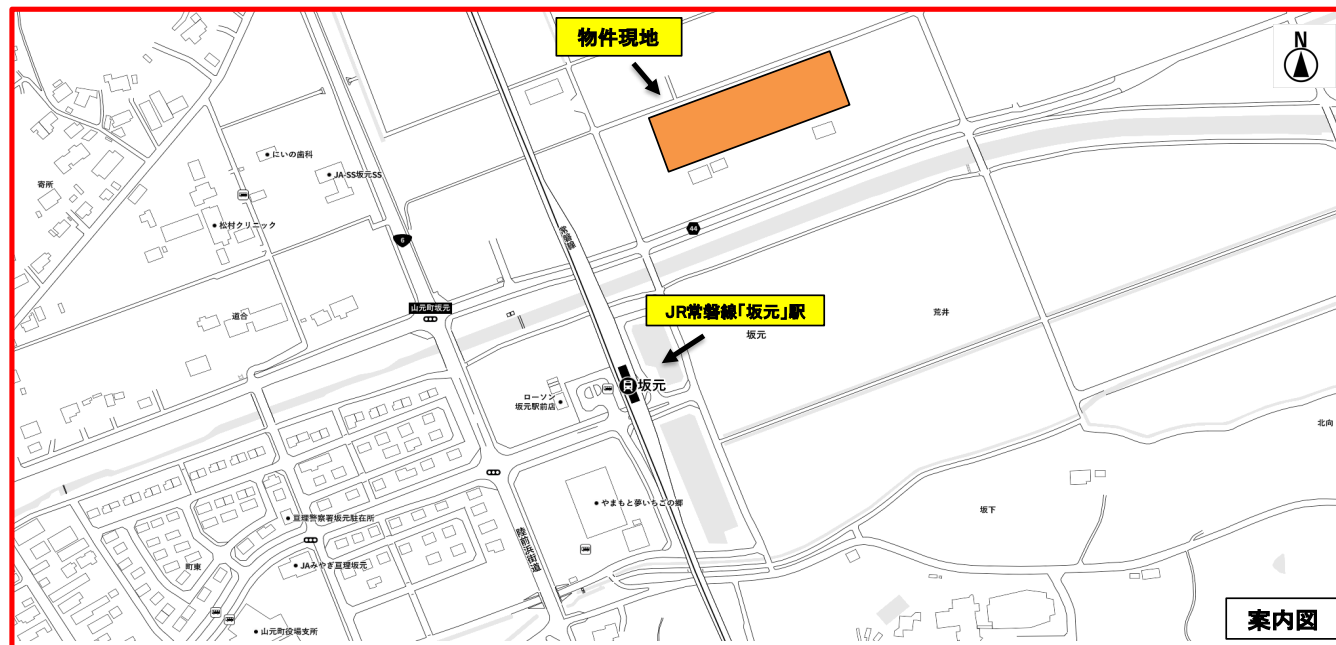 物件現地
N
にいの歯科
JA-SS坂元SS
寄所
松村クリニック
6
常磐線
44
山元町坂元
道合
JR常磐線「坂元」駅
坂元
荒井
坂元
ローソン
坂元駅前店
北向
やまもと夢いちごの郷
坂下
亘理警察署坂元駐在所
陸前浜街道
町東
JAみやぎ亘理坂元
山元町役場支所
案内図